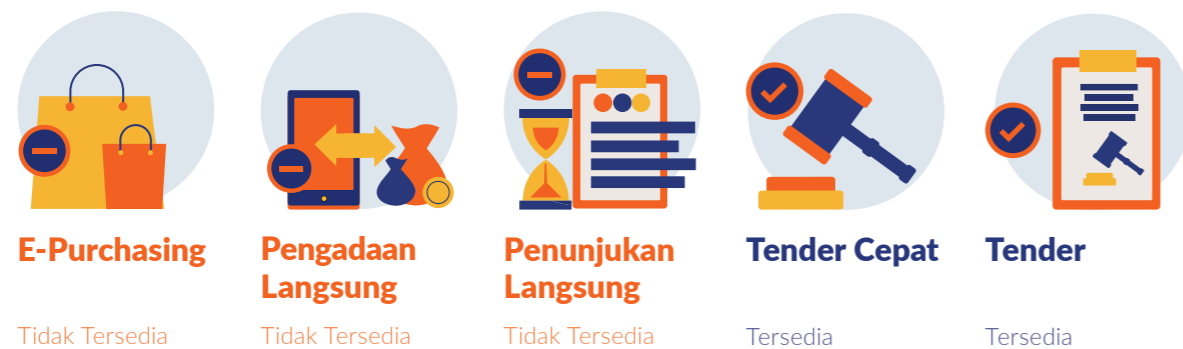 E-Purchasing
Tidak Tersedia
Pengadaan
Langsung
Tidak Tersedia
Penunjukan
Langsung
Tidak Tersedia
Tender Cepat
Tersedia
Tender
Tersedia